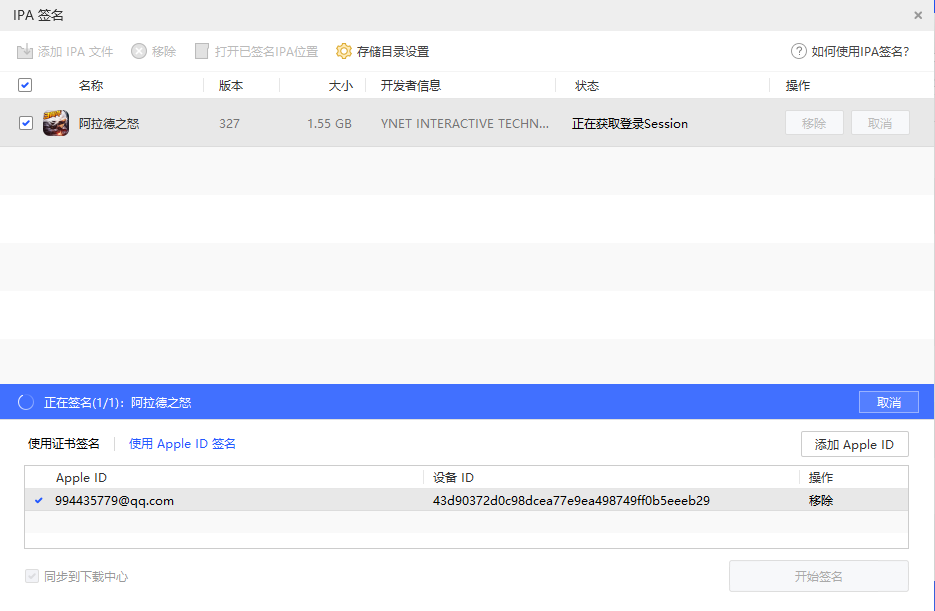 IPA 签名
添加 IPA 文件 移除 打开已签名IPA位置 存储目录设置 如何使用IPA签名?
名称 版本 大小 开发者信息 状态 操作
阿拉德之怒 327 1.55 GB YNET INTERACTIVE TECHN... 正在获取登录Session 移除 取消
正在签名(1/1): 阿拉德之怒 取消
使用证书签名 使用 Apple ID 签名 添加 Apple ID
Apple ID 设备 ID 操作
994435779@qq.com 43d90372d0c98dcea77e9ea498749ff0b5eeeb29 移除
同步到下载中心 开始签名